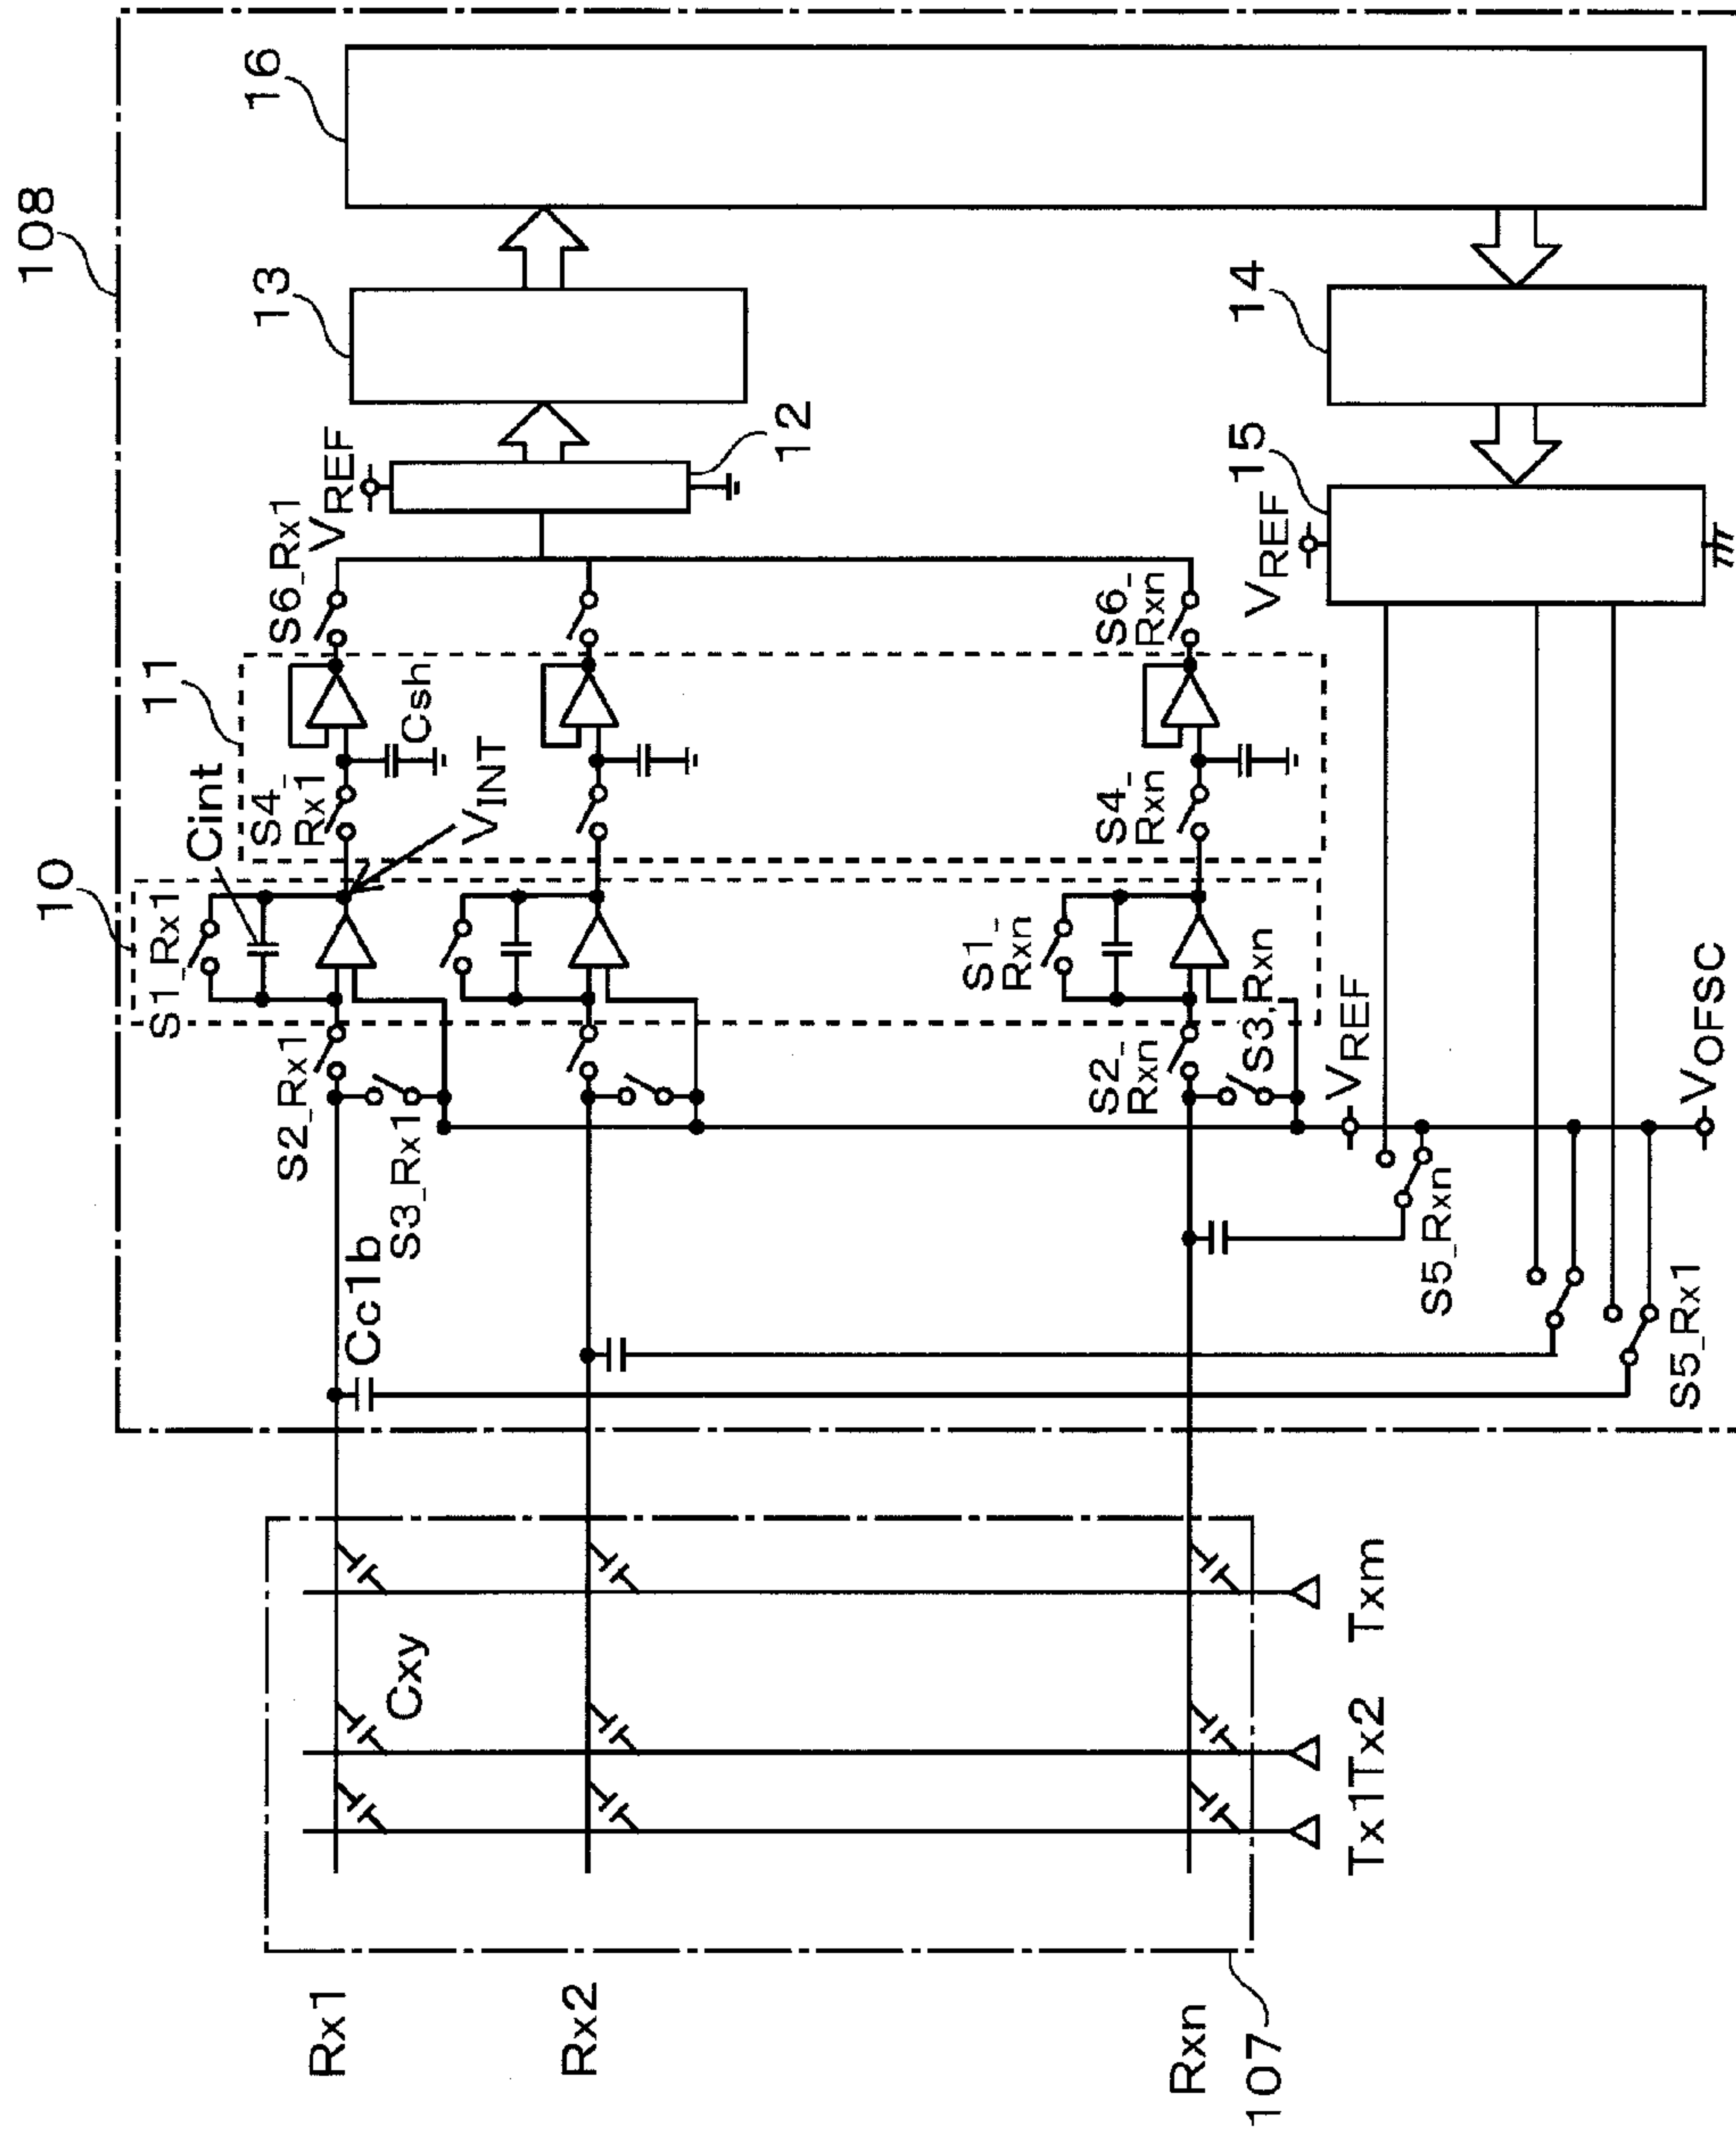 108
10
11
13
16
S1_Rx1
Cint
S4_
Rx1
Csh
S6_Rx1
VREF
12
VINT
S2_Rx1
S3_Rx1
Cc1b
Cxy
Rx1
Rx2
Rxn
107
Tx1
Tx2
Txm
S1_
Rxn
S2_
Rxn
S3,Rxn
S4_
Rxn
S6_
Rxn
VREF
VREF
15
14
S5_Rxn
S5_Rx1
VOFSC